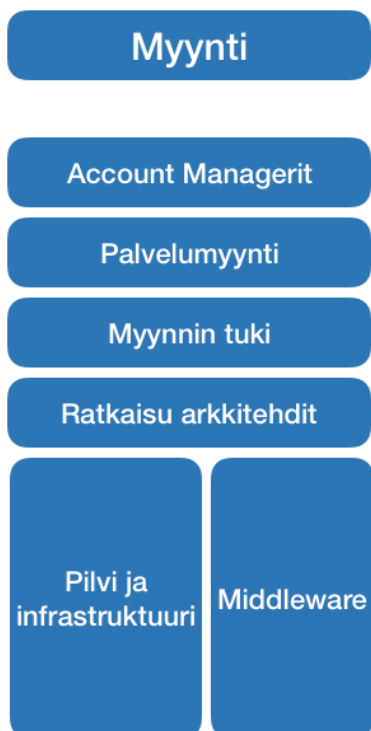 Myynti
Account Managerit
Palvelumyynti
Myynnin tuki
Ratkaisu arkkitehdit
Pilvi ja
infrastruktuuri
Middleware